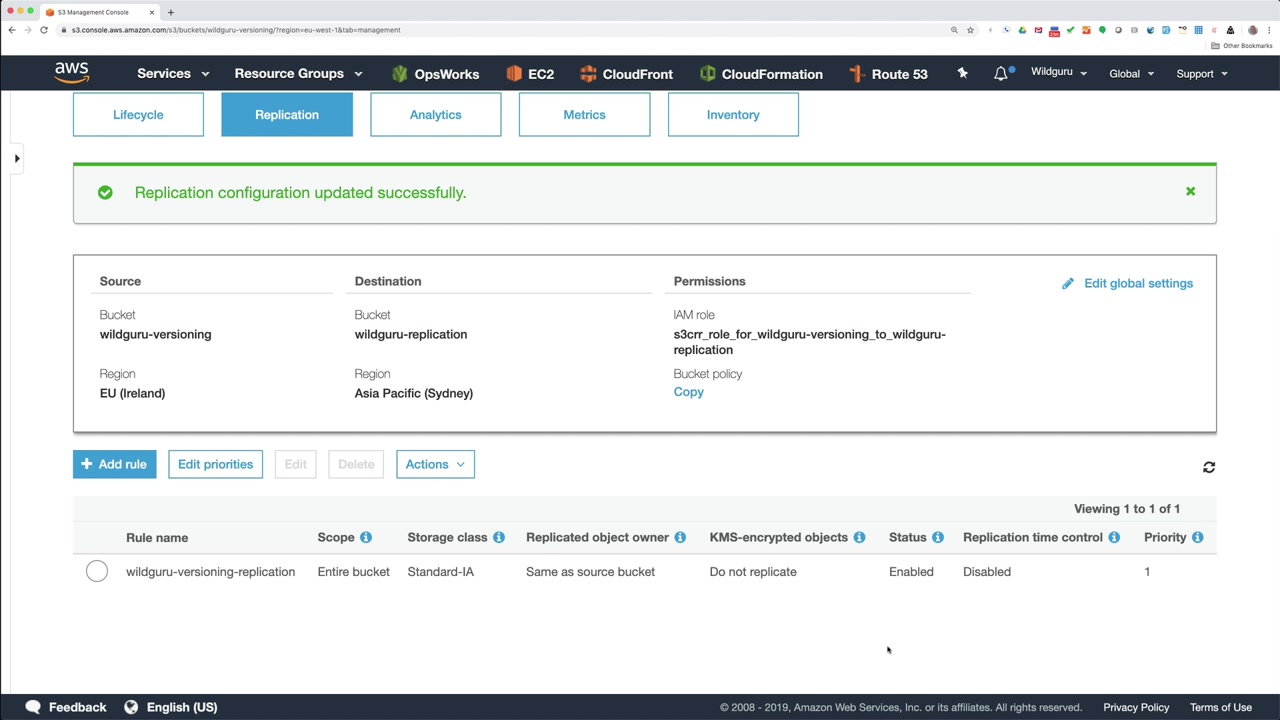 S3 Management Console
s3.console.aws.amazon.com/s3/buckets/wildguru-versioning/?region=eu-west-1&tab=management
Other Bookmarks
aws Services Resource Groups OpsWorks EC2 CloudFront CloudFormation Route 53 Wildguru Global Support
Lifecycle Replication Analytics Metrics Inventory
Replication configuration updated successfully.
Source Destination Permissions Edit global settings
Bucket Bucket IAM role
wildguru-versioning wildguru-replication s3crr_role_for_wildguru-versioning_to_wildguru-
replication
Region Region Bucket policy
EU (Ireland) Asia Pacific (Sydney) Copy
Add rule Edit priorities Edit Delete Actions
Viewing 1 to 1 of 1
Rule name Scope Storage class Replicated object owner KMS-encrypted objects Status Replication time control Priority
wildguru-versioning-replication Entire bucket Standard-IA Same as source bucket Do not replicate Enabled Disabled 1
Feedback English (US) © 2008 - 2019, Amazon Web Services, Inc. or its affiliates. All rights reserved. Privacy Policy Terms of Use